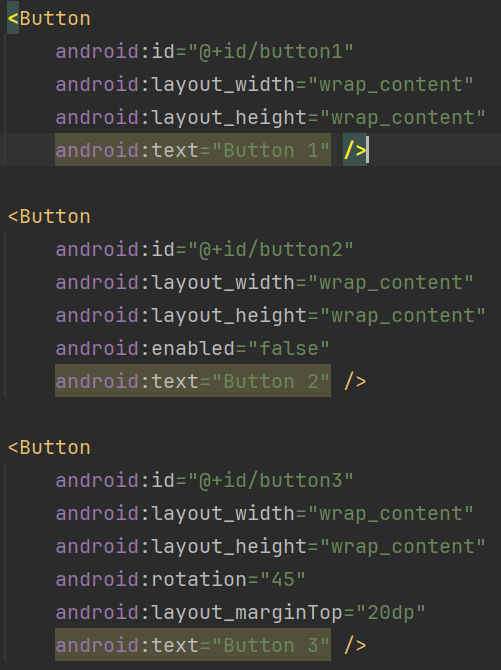 <Button
android:id="@+id/button1"
android:layout_width="wrap_content"
android:layout_height="wrap_content"
android:text="Button 1" />
<Button
android:id="@+id/button2"
android:layout_width="wrap_content"
android:layout_height="wrap_content"
android:enabled="false"
android:text="Button 2" />
<Button
android:id="@+id/button3"
android:layout_width="wrap_content"
android:layout_height="wrap_content"
android:rotation="45"
android:layout_marginTop="20dp"
android:text="Button 3" />